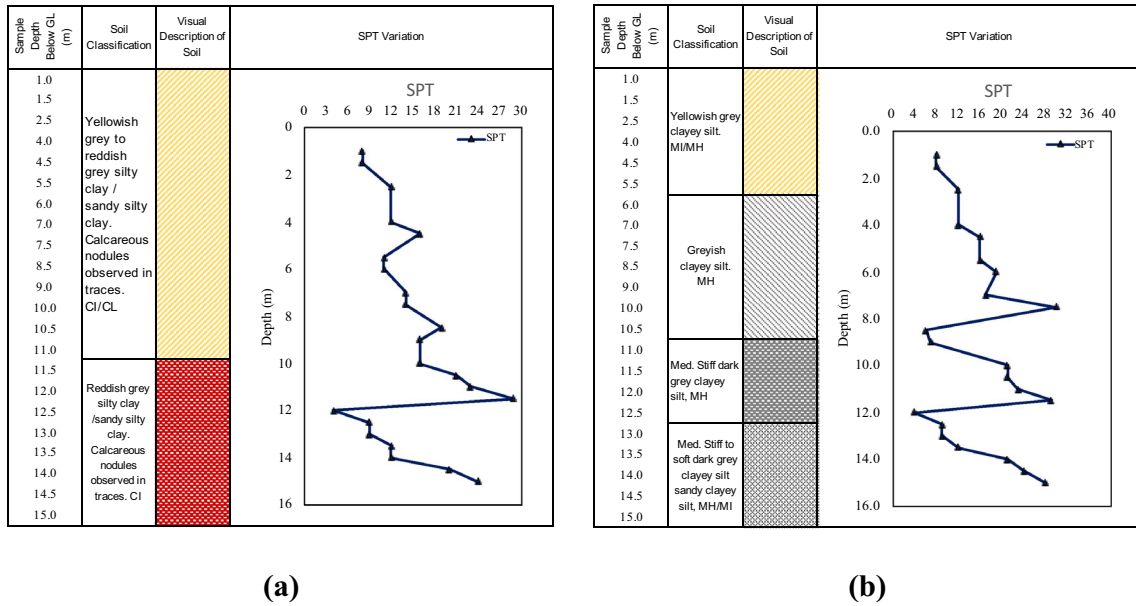 Sample Depth Below GL (m)
Soil Classification
Visual Description of Soil
SPT Variation
1.0
1.5
2.5
4.0
4.5
5.5
6.0
7.0
7.5
8.5
9.0
10.0
10.5
11.0
11.5
12.0
12.5
13.0
13.5
14.0
14.5
15.0
Yellowish
grey to
reddish
grey silty
clay /
sandy silty
clay.
Calcareous
nodules
observed in
traces.
CI/CL
Reddish grey
silty clay
/sandy silty
clay.
Calcareous
nodules
observed in
traces. CI
SPT
0 3 6 9 12 15 18 21 24 27 30
SPT
0
2
4
6
8
10
12
14
16
Depth (m)
(a)
Sample Depth Below GL (m)
Soil Classification
Visual Description of Soil
SPT Variation
1.0
1.5
2.5
4.0
4.5
5.5
6.0
7.0
7.5
8.5
9.0
10.0
10.5
11.0
11.5
12.0
12.5
13.0
13.5
14.0
14.5
15.0
Yellowish grey
clayey silt.
MI/MH
Greyish
clayey silt.
MH
Med. Stiff dark
grey clayey
silt, MH
Med. Stiff to
soft dark grey
clayey silt
sandy clayey
silt, MH/MI
SPT
0 4 8 12 16 20 24 28 32 36 40
SPT
0.0
2.0
4.0
6.0
8.0
10.0
12.0
14.0
16.0
Depth (m)
(b)